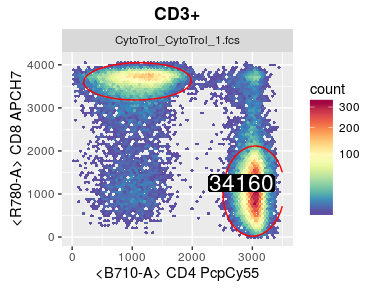 CD3+
CytoTrol_CytoTrol_1.fcs
<R780-A> CD8 APCH7
4000
3000
2000
1000
0
34160
0
1000
2000
3000
<B710-A> CD4 PcpCy55
count
300
200
100